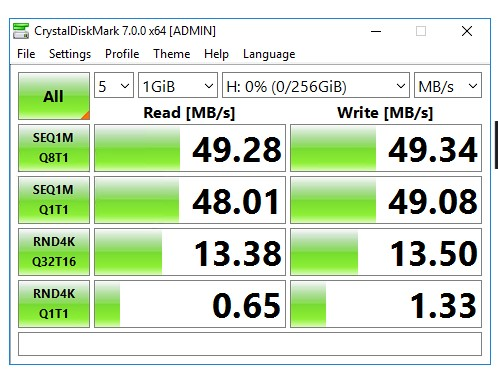 CrystalDiskMark 7.0.0 x64 [ADMIN]
File Settings Profile Theme Help Language
All 5 1GiB H: 0% (0/256GiB) MB/s
Read [MB/s] Write [MB/s]
SEQ1M
Q8T1
49.28 49.34
SEQ1M
Q1T1
48.01 49.08
RND4K
Q32T16
13.38 13.50
RND4K
Q1T1
0.65 1.33